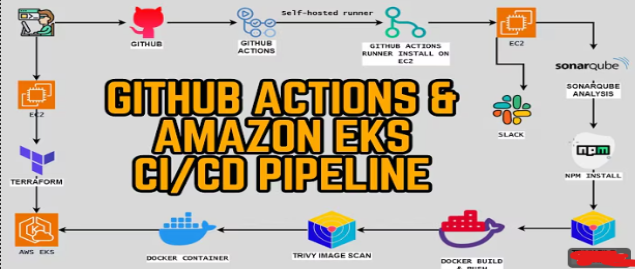 Self-hosted runner
GITHUB
GITHUB
ACTIONS
GITHUB ACTIONS
RUNNER INSTALL ON
EC2
EC2
sonarqube
SONARQUBE
ANALYSIS
EC2
GITHUB ACTIONS &
AMAZON EKS
CI/CD PIPELINE
SLACK
npm
NPM INSTALL
TERRAFORM
AWS EKS
DOCKER CONTAINER
TRIVY IMAGE SCAN
DOCKER BUILD
& PUSH